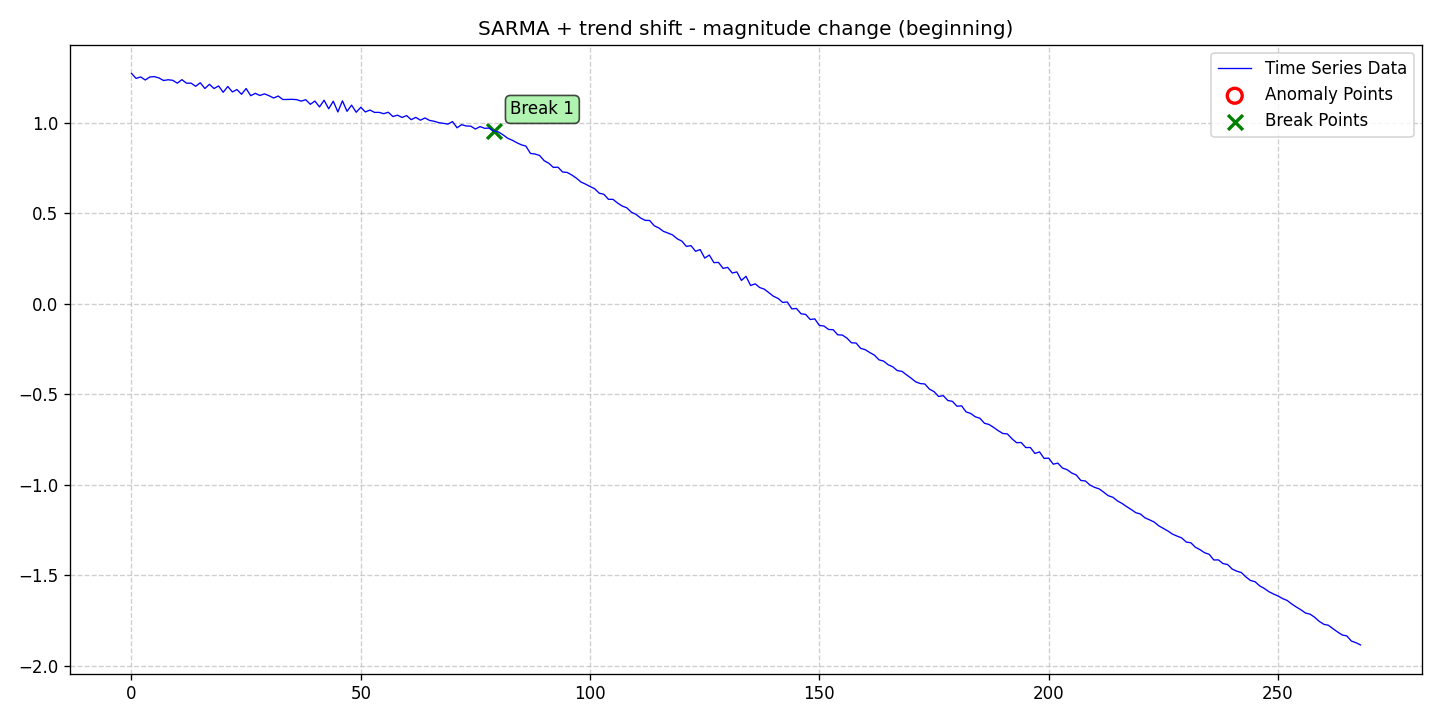 SARMA + trend shift - magnitude change (beginning)
Time Series Data
Anomaly Points
Break Points
Break 1
1.0
0.5
0.0
−0.5
−1.0
−1.5
−2.0
0 50 100 150 200 250